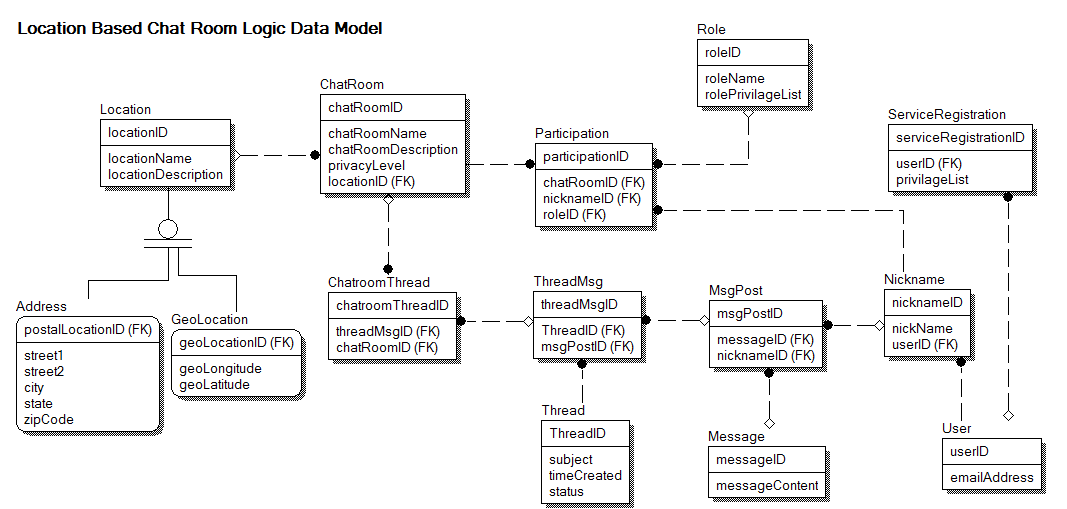 Location Based Chat Room Logic Data Model
Role
roleID
roleName
rolePrivilageList
ChatRoom
chatRoomID
chatRoomName
chatRoomDescription
privacyLevel
locationID (FK)
Location
locationID
locationName
locationDescription
Participation
participationID
chatRoomID (FK)
nicknameID (FK)
roleID (FK)
ServiceRegistration
serviceRegistrationID
userID (FK)
privilageList
Address
postalLocationID (FK)
street1
street2
city
state
zipCode
GeoLocation
geoLocationID (FK)
geoLongitude
geoLatitude
ChatroomThread
chatroomThreadID
threadMsgID (FK)
chatRoomID (FK)
ThreadMsg
threadMsgID
ThreadID (FK)
msgPostID (FK)
MsgPost
msgPostID
messageID (FK)
nicknameID (FK)
Nickname
nicknameID
nickName
userID (FK)
Thread
ThreadID
subject
timeCreated
status
Message
messageID
messageContent
User
userID
emailAddress